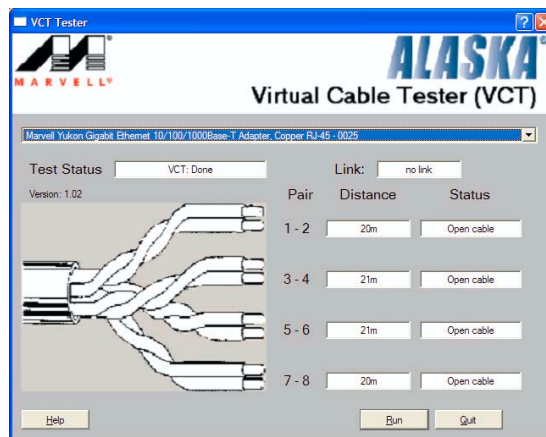 VCT Tester
MARVELL®
ALASKA®
Virtual Cable Tester (VCT)
Marvell Yukon Gigabit Ethernet 10/100/1000Base-T Adapter, Copper RJ-45 - 0025
Test Status VCT: Done Link: no link
Version: 1.02
Pair Distance Status
1 - 2 20m Open cable
3 - 4 21m Open cable
5 - 6 21m Open cable
7 - 8 20m Open cable
Help Run Quit